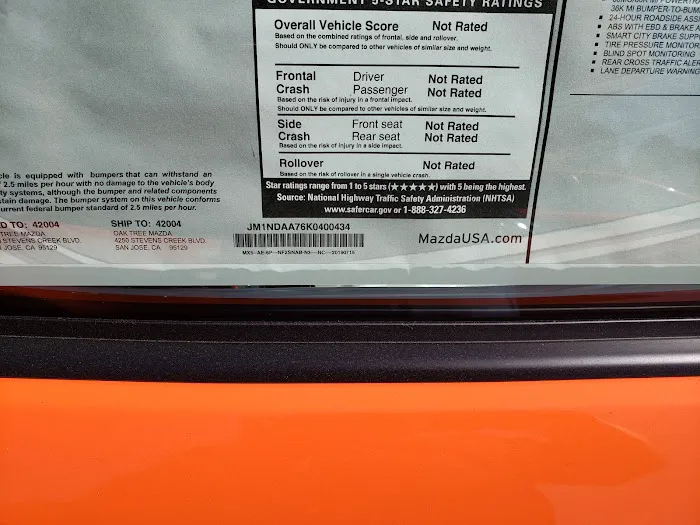 GOVERNMENT 5-STAR SAFETY RATINGS
Overall Vehicle Score Not Rated
Based on the combined ratings of frontal, side and rollover.
Should ONLY be compared to other vehicles of similar size and weight.
Frontal Driver Not Rated
Crash Passenger Not Rated
Based on the risk of injury in a frontal impact.
Should ONLY be compared to other vehicles of similar size and weight.
Side Front seat Not Rated
Crash Rear seat Not Rated
Based on the risk of injury in a side impact.
Rollover Not Rated
Based on the risk of rollover in a single vehicle crash.
Star ratings range from 1 to 5 stars (★★★★★) with 5 being the highest.
Source: National Highway Traffic Safety Administration (NHTSA)
www.safercar.gov or 1-888-327-4236
36K MI BUMPER-TO-BUM
24-HOUR ROADSIDE ASS
ABS WITH EBD & BRAKE A
SMART CITY BRAKE SUPP
TIRE PRESSURE MONITOR
BLIND SPOT MONITORING
REAR CROSS TRAFFIC ALER
LANE DEPARTURE WARNING
cle is equipped with bumpers that can withstand an
2.5 miles per hour with no damage to the vehicle's body
ty systems, although the bumper and related components
stain damage. The bumper system on this vehicle conforms
urrent federal bumper standard of 2.5 miles per hour.
D TO: 42004
TREE MAZDA
STEVENS CREEK BLVD.
JOSE, CA 95129
SHIP TO: 42004
OAK TREE MAZDA
4250 STEVENS CREEK BLVD.
SAN JOSE, CA 95129
JM1NDAA76K0400434
MazdaUSA.com